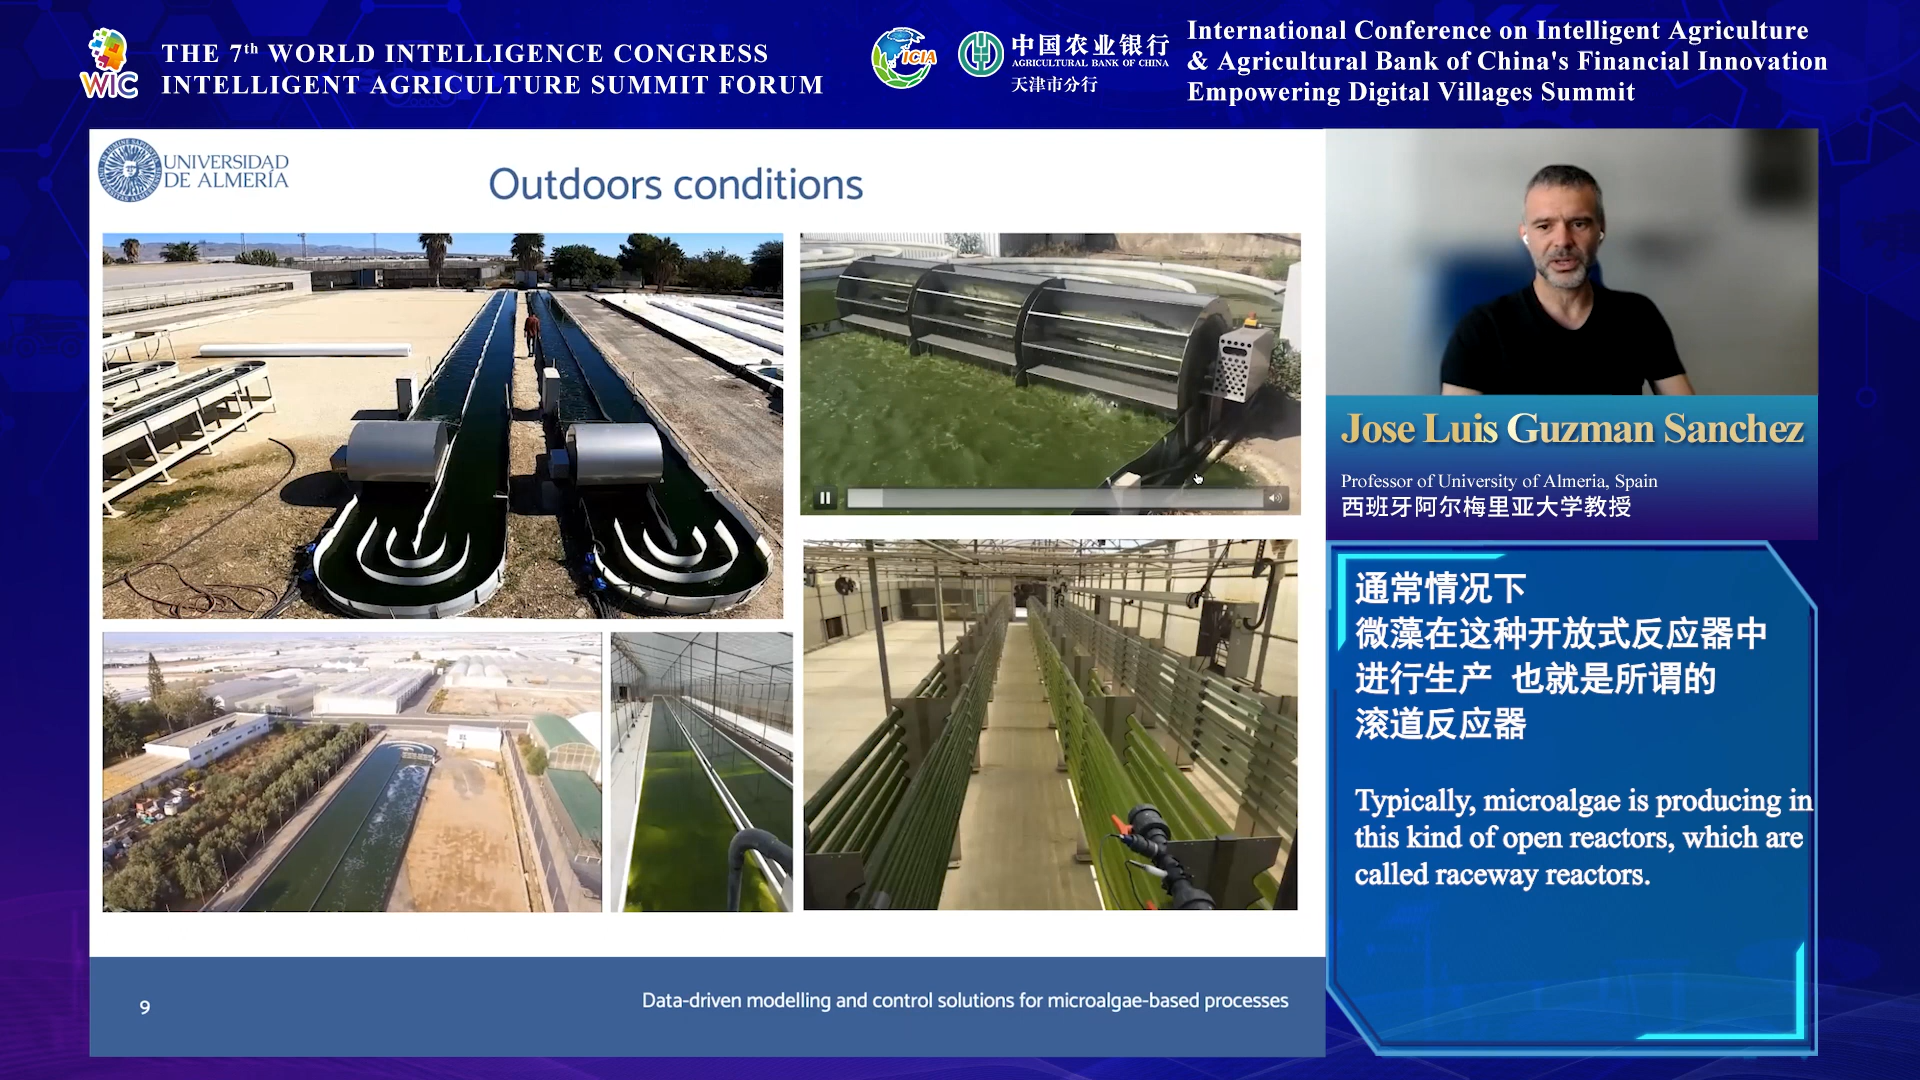 WIC
THE 7th WORLD INTELLIGENCE CONGRESS
INTELLIGENT AGRICULTURE SUMMIT FORUM
ICIA
中国农业银行
AGRICULTURAL BANK OF CHINA
天津市分行
International Conference on Intelligent Agriculture
& Agricultural Bank of China's Financial Innovation
Empowering Digital Villages Summit
UNIVERSIDAD
DE ALMERÍA
Outdoors conditions
Jose Luis Guzman Sanchez
Professor of University of Almeria, Spain
西班牙阿尔梅里亚大学教授
通常情况下
微藻在这种开放式反应器中
进行生产 也就是所谓的
滚道反应器
Typically, microalgae is producing in
this kind of open reactors, which are
called raceway reactors.
9
Data-driven modelling and control solutions for microalgae-based processes